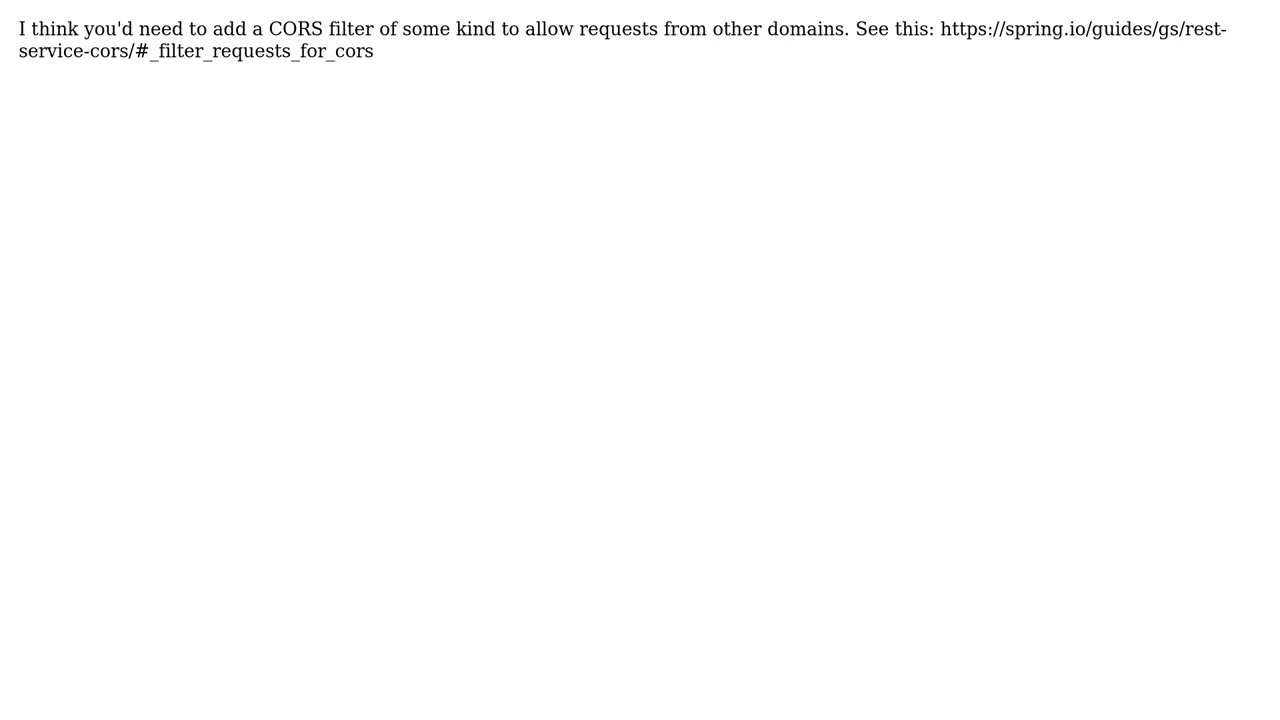 I think you'd need to add a CORS filter of some kind to allow requests from other domains. See this: https://spring.io/guides/gs/rest-
service-cors/#_filter_requests_for_cors